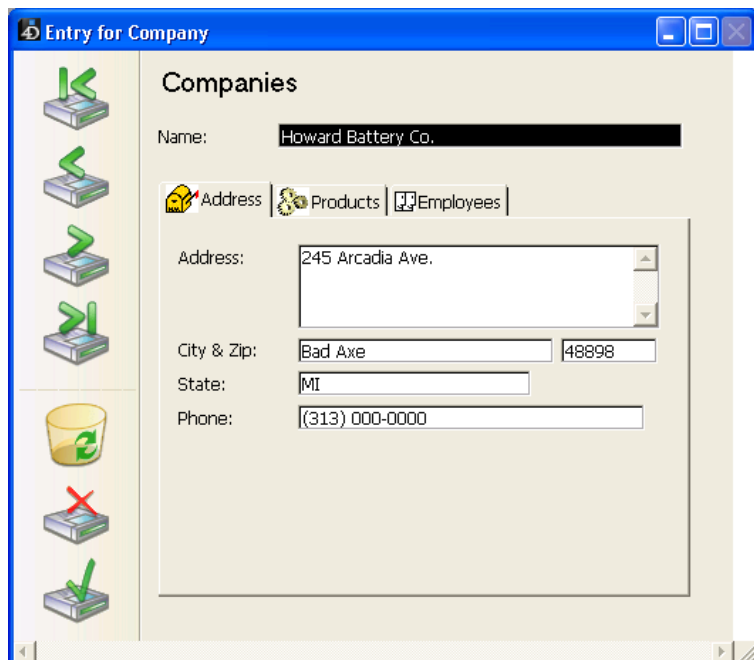 Entry for Company
Companies
Name: Howard Battery Co.
Address Products Employees
Address: 245 Arcadia Ave.
City & Zip: Bad Axe 48898
State: MI
Phone: (313) 000-0000